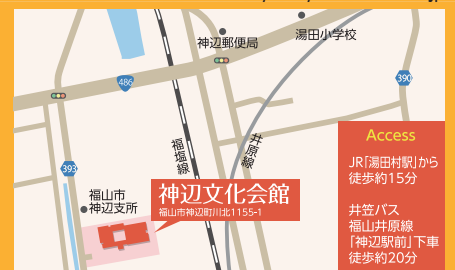 神辺郵便局
湯田小学校
486
390
393
福塩線
井原線
福山市
神辺支所
神辺文化会館
福山市神辺町川北1155-1
Access
JR「湯田村駅」から
徒歩約15分
井笠バス
福山井原線
「神辺駅前」下車
徒歩約20分